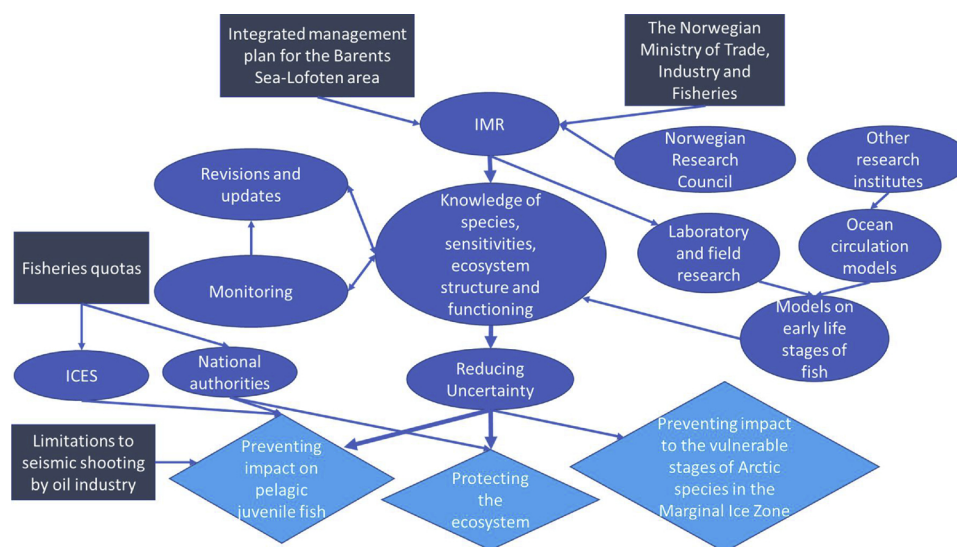 Integrated management
plan for the Barents
Sea-Lofoten area
The Norwegian
Ministry of Trade,
Industry and
Fisheries
IMR
Norwegian
Research
Council
Other
research
institutes
Revisions and
updates
Knowledge of
species,
sensitivities,
ecosystem
structure and
functioning
Laboratory
and field
research
Ocean
circulation
models
Fisheries quotas
Monitoring
Models on
early life
stages of
fish
ICES
National
authorities
Reducing
Uncertainty
Limitations to
seismic shooting
by oil industry
Preventing
impact on
pelagic
juvenile fish
Protecting
the
ecosystem
Preventing impact
to the vulnerable
stages of Arctic
species in the
Marginal Ice Zone